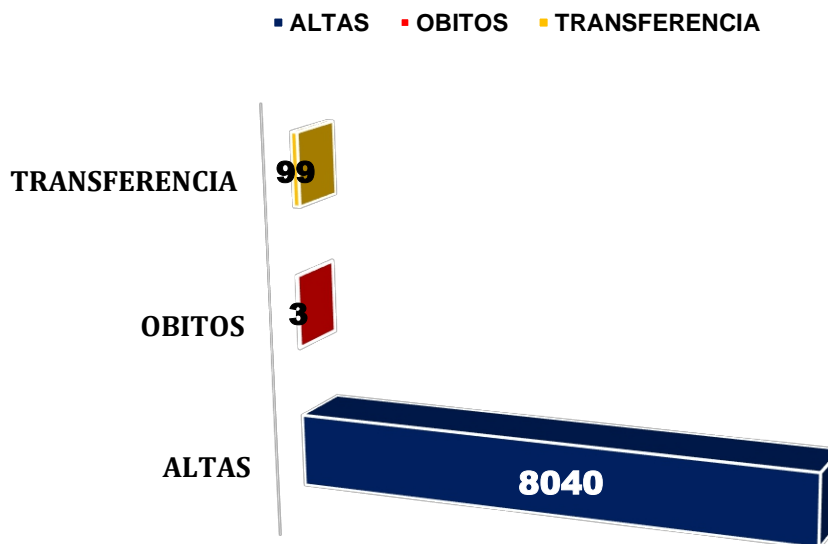 ALTAS OBITOS TRANSFERENCIA
TRANSFERENCIA
99
OBITOS
3
ALTAS
8040